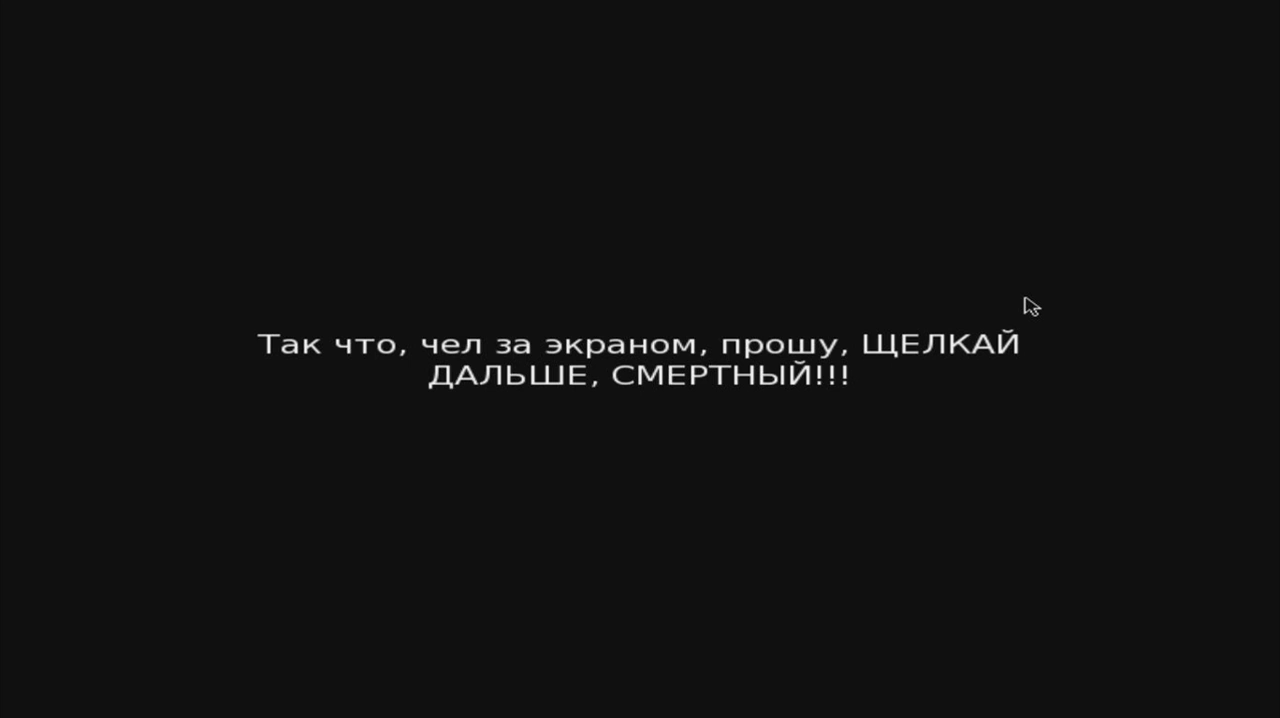 Так что, чел за экраном, прошу, ЩЕЛКАЙ
ДАЛЬШЕ, СМЕРТНЫЙ!!!